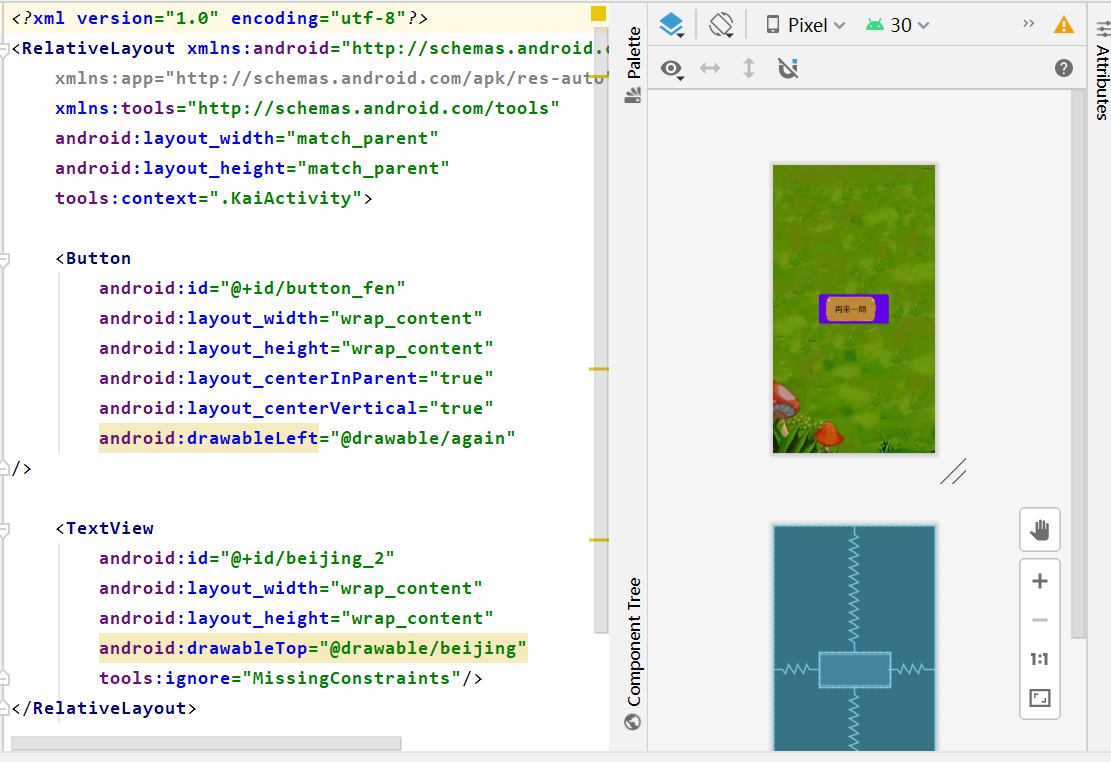 <?xml version="1.0" encoding="utf-8"?>
<RelativeLayout xmlns:android="http://schemas.android.c
xmlns:app="http://schemas.android.com/apk/res-auto"
xmlns:tools="http://schemas.android.com/tools"
android:layout_width="match_parent"
android:layout_height="match_parent"
tools:context=".KaiActivity">
<Button
android:id="@+id/button_fen"
android:layout_width="wrap_content"
android:layout_height="wrap_content"
android:layout_centerInParent="true"
android:layout_centerVertical="true"
android:drawableLeft="@drawable/again"
/>
<TextView
android:id="@+id/beijing_2"
android:layout_width="wrap_content"
android:layout_height="wrap_content"
android:drawableTop="@drawable/beijing"
tools:ignore="MissingConstraints"/>
</RelativeLayout>
Palette
Component Tree
Pixel
30
再来一局
1:1
Attributes